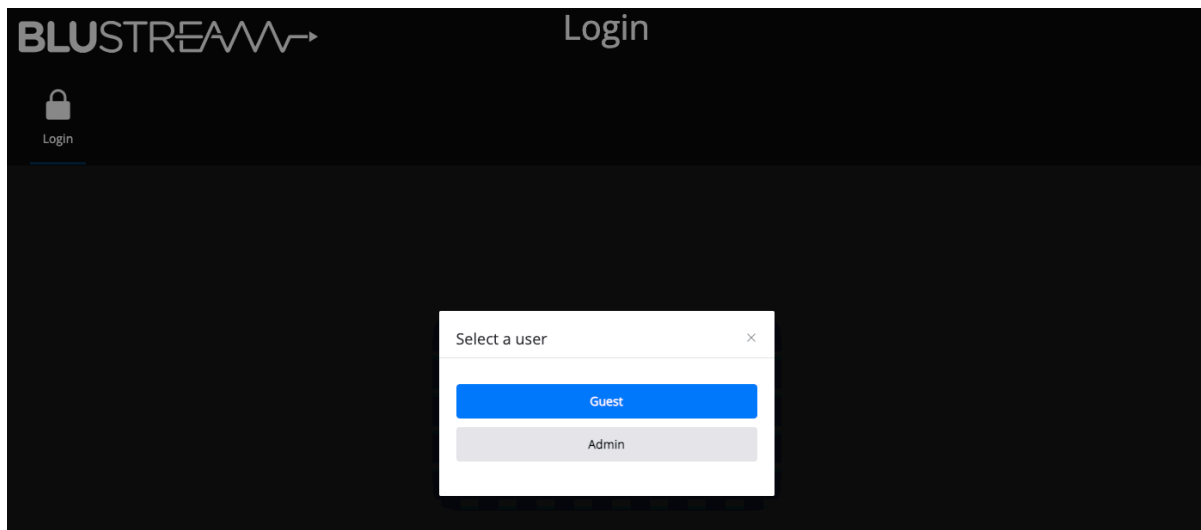 BLUSTREAM
Login
Login
Select a user
Guest
Admin